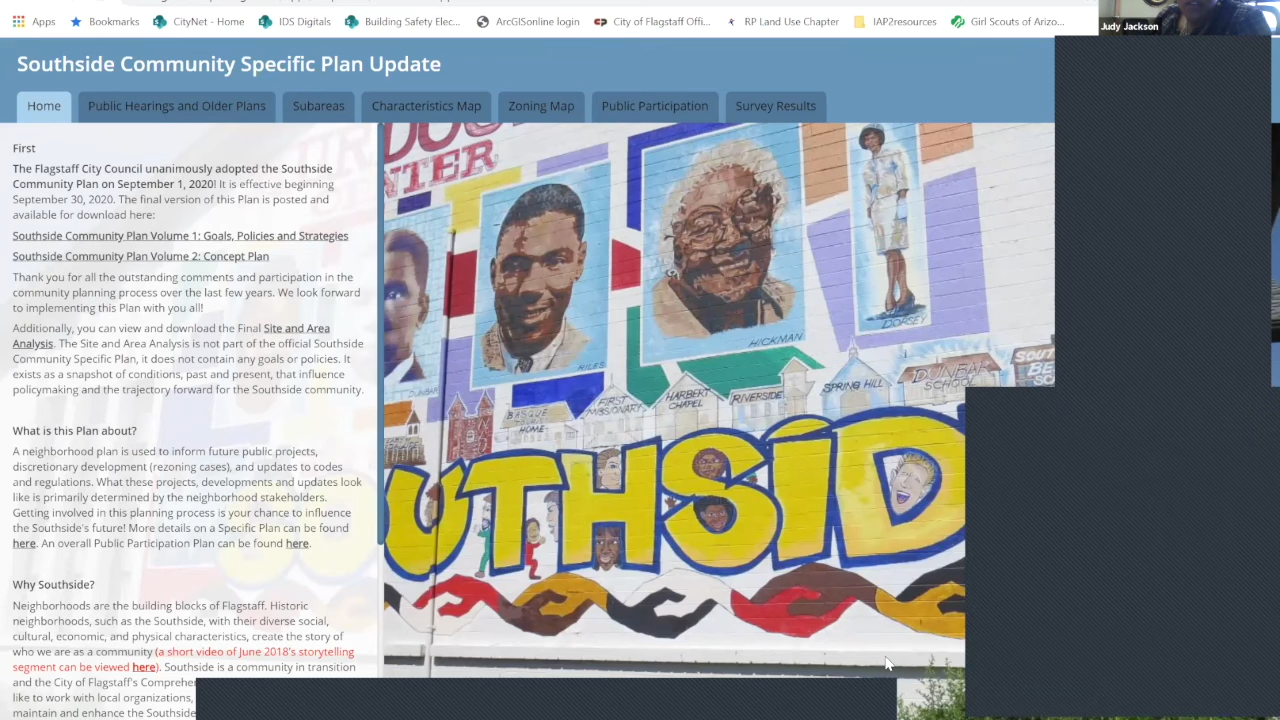 Apps
Bookmarks
CityNet - Home
IDS Digitals
Building Safety Elec...
ArcGISonline login
City of Flagstaff Offi...
RP Land Use Chapter
IAP2resources
Girl Scouts of Arizo...
Judy Jackson
Southside Community Specific Plan Update
Home
Public Hearings and Older Plans
Subareas
Characteristics Map
Zoning Map
Public Participation
Survey Results
First
The Flagstaff City Council unanimously adopted the Southside
Community Plan on September 1, 2020! It is effective beginning
September 30, 2020. The final version of this Plan is posted and
available for download here:
Southside Community Plan Volume 1: Goals, Policies and Strategies
Southside Community Plan Volume 2: Concept Plan
Thank you for all the outstanding comments and participation in the
community planning process over the last few years. We look forward
to implementing this Plan with you all!
Additionally, you can view and download the Final Site and Area
Analysis. The Site and Area Analysis is not part of the official Southside
Community Specific Plan, it does not contain any goals or policies. It
exists as a snapshot of conditions, past and present, that influence
policymaking and the trajectory forward for the Southside community.
What is this Plan about?
A neighborhood plan is used to inform future public projects,
discretionary development (rezoning cases), and updates to codes
and regulations. What these projects, developments and updates look
like is primarily determined by the neighborhood stakeholders.
Getting involved in this planning process is your chance to influence
the Southside's future! More details on a Specific Plan can be found
here. An overall Public Participation Plan can be found here.
Why Southside?
Neighborhoods are the building blocks of Flagstaff. Historic
neighborhoods, such as the Southside, with their diverse social,
cultural, economic, and physical characteristics, create the story of
who we are as a community (a short video of June 2018's storytelling
segment can be viewed here). Southside is a community in transition
and the City of Flagstaff's Comprehe
like to work with local organizations,
maintain and enhance the Southside
DUNBAR
RILES
HICKMAN
DORSEY
BASQUE
HOME
FIRST
MISSIONARY
HARBERT
CHAPEL
RIVERSIDE
SPRING HILL
DUNBAR
SCHOOL
SOUT
BE
UTHSID